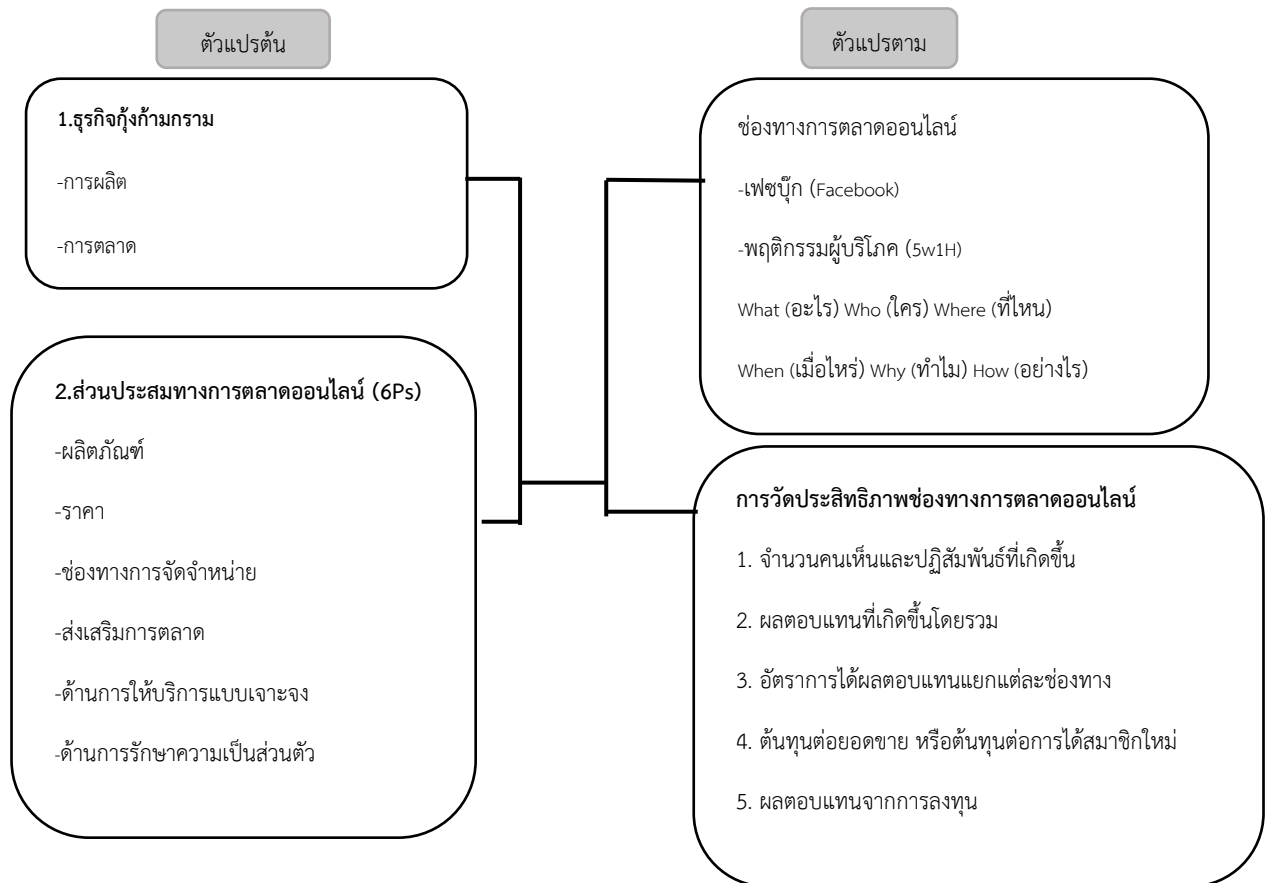 ตัวแปรต้น
ตัวแปรตาม
1.ธุรกิจกุ้งก้ามกราม
-การผลิต
-การตลาด
2.ส่วนประสมทางการตลาดออนไลน์ (6Ps)
-ผลิตภัณฑ์
-ราคา
-ช่องทางการจัดจำหน่าย
-ส่งเสริมการตลาด
-ด้านการให้บริการแบบเจาะจง
-ด้านการรักษาความเป็นส่วนตัว
ช่องทางการตลาดออนไลน์
-เฟซบุ๊ก (Facebook)
-พฤติกรรมผู้บริโภค (5w1H)
What (อะไร) Who (ใคร) Where (ที่ไหน)
When (เมื่อไหร่) Why (ทำไม) How (อย่างไร)
การวัดประสิทธิภาพช่องทางการตลาดออนไลน์
1. จำนวนคนเห็นและปฏิสัมพันธ์ที่เกิดขึ้น
2. ผลตอบแทนที่เกิดขึ้นโดยรวม
3. อัตราการได้ผลตอบแทนแยกแต่ละช่องทาง
4. ต้นทุนต่อยอดขาย หรือต้นทุนต่อการได้สมาชิกใหม่
5. ผลตอบแทนจากการลงทุน